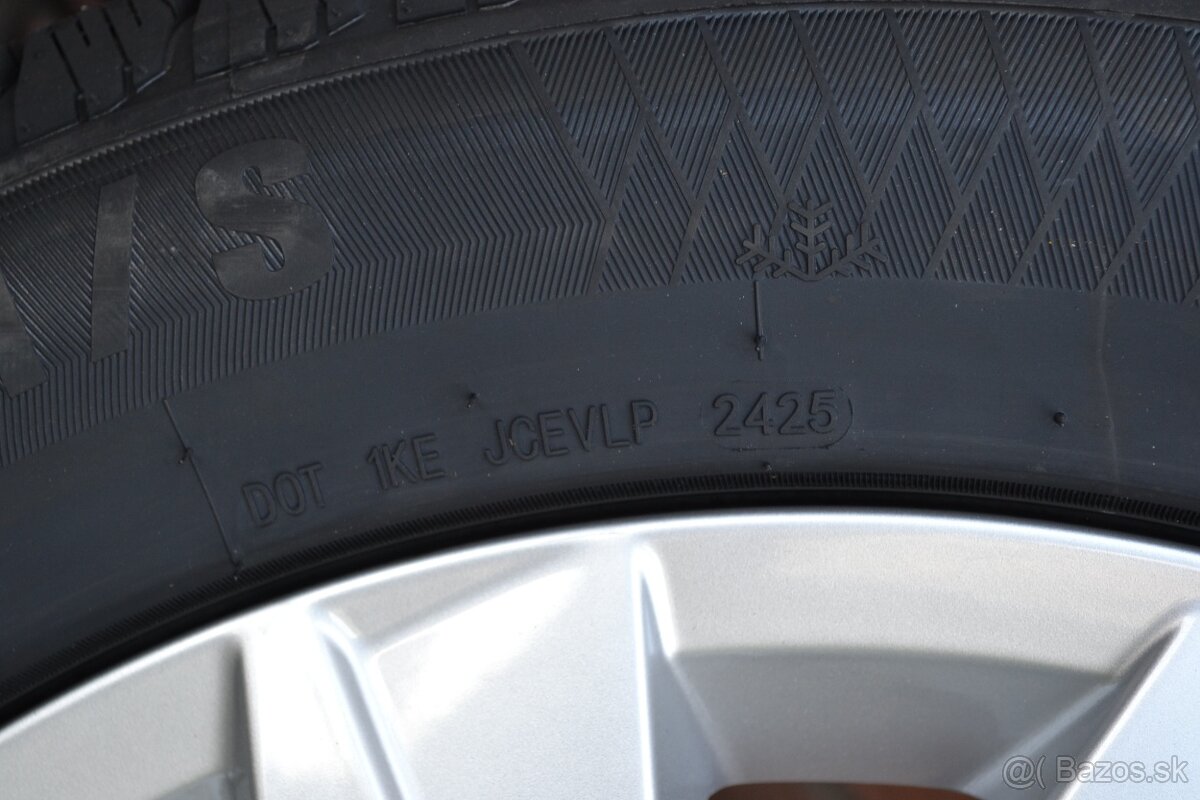 /S
DOT 1KE JCEVLP 2425
@( Bazos.sk